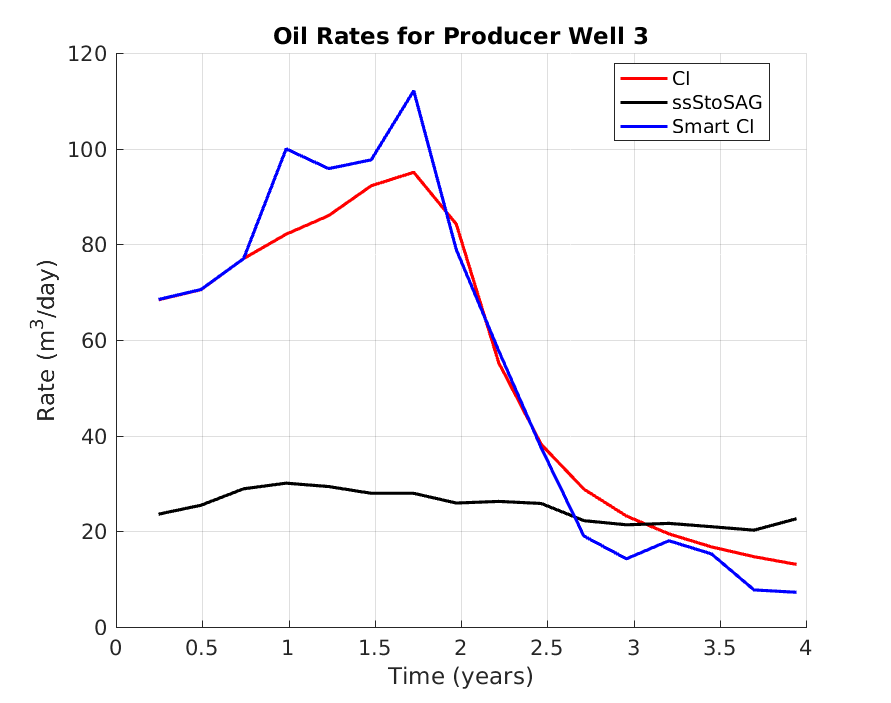 Oil Rates for Producer Well 3
120
100
80
60
40
20
0
Rate (m³/day)
CI
ssStoSAG
Smart CI
0 0.5 1 1.5 2 2.5 3 3.5 4
Time (years)